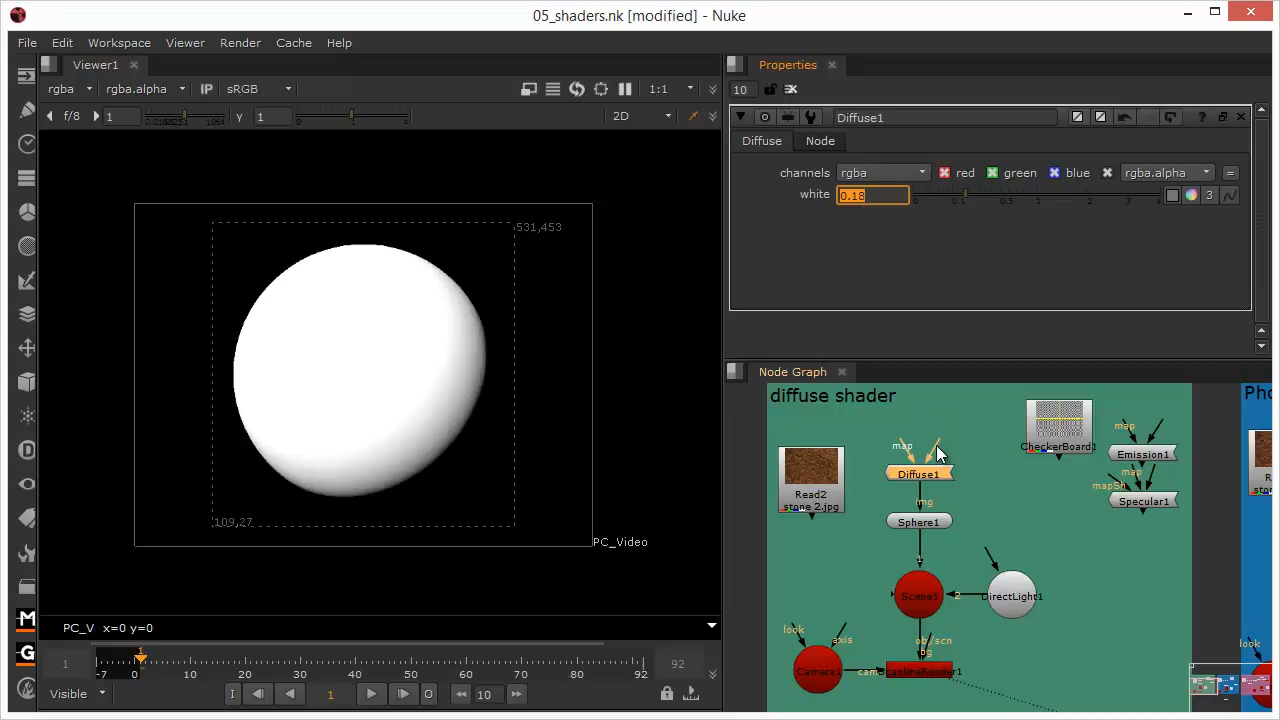 05_shaders.nk [modified] - Nuke
File Edit Workspace Viewer Render Cache Help
Viewer1
rgba rgba.alpha IP sRGB 1:1
f/8 1 y 1 2D
531,453
109,27
PC_Video
PC_V x=0 y=0
1
1
92
-7 0 10 20 30 40 50 60 70 80 92
Visible
1
10
Properties
10
Diffuse1
Diffuse Node
channels rgba red green blue rgba.alpha =
white 0.18 3
Node Graph
diffuse shader
Pho
CheckerBoard1
map
Emission1
map
mapSh
Specular1
map
Diffuse1
Read2
stone 2.jpg
img
Sphere1
1
Scene1
2
DirectLight1
look
axis
obj/scn
bg
Camera1
cam
ScanlineRender1
look
M
G